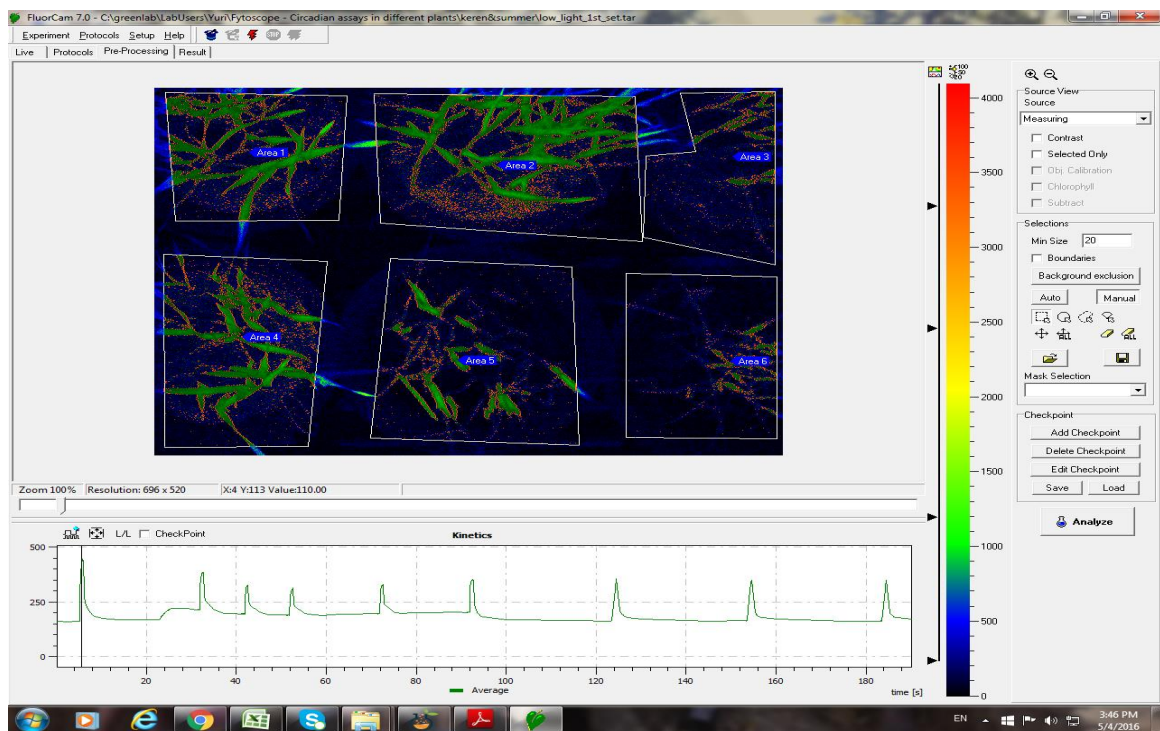 FluorCam 7.0 - C:\greenlab\LabUsers\Yuri\Fytoscope - Circadian assays in different plants\keren&summer\low_light_1st_set.tar
Experiment Protocols Setup Help
Live Protocols Pre-Processing Result
Area 1
Area 2
Area 3
Area 4
Area 5
Area 6
100
50
0
4000
3500
3000
2500
2000
1500
1000
500
0
Source View
Source
Measuring
Contrast
Selected Only
Obj. Calibration
Chlorophyll
Subtract
Selections
Min Size 20
Boundaries
Background exclusion
Auto Manual
ALL ALL
Mask Selection
Checkpoint
Add Checkpoint
Delete Checkpoint
Edit Checkpoint
Save Load
Analyze
Zoom 100% Resolution: 696 x 520 X:4 Y:113 Value:110.00
L/L CheckPoint Kinetics
500
250
0
20 40 60 80 100 120 140 160 180
Average time [s]
EN 3:46 PM
5/4/2016